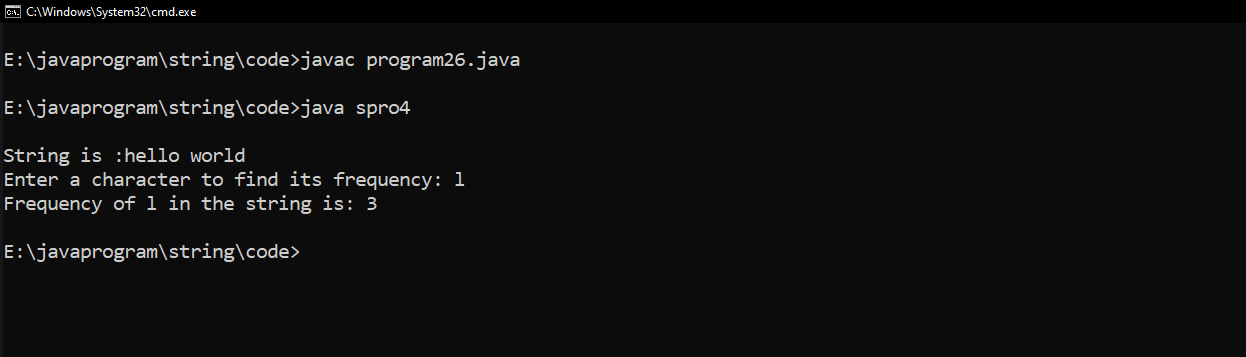 C:\Windows\System32\cmd.exe
E:\javaprogram\string\code>javac program26.java
E:\javaprogram\string\code>java spro4
String is :hello world
Enter a character to find its frequency: l
Frequency of l in the string is: 3
E:\javaprogram\string\code>